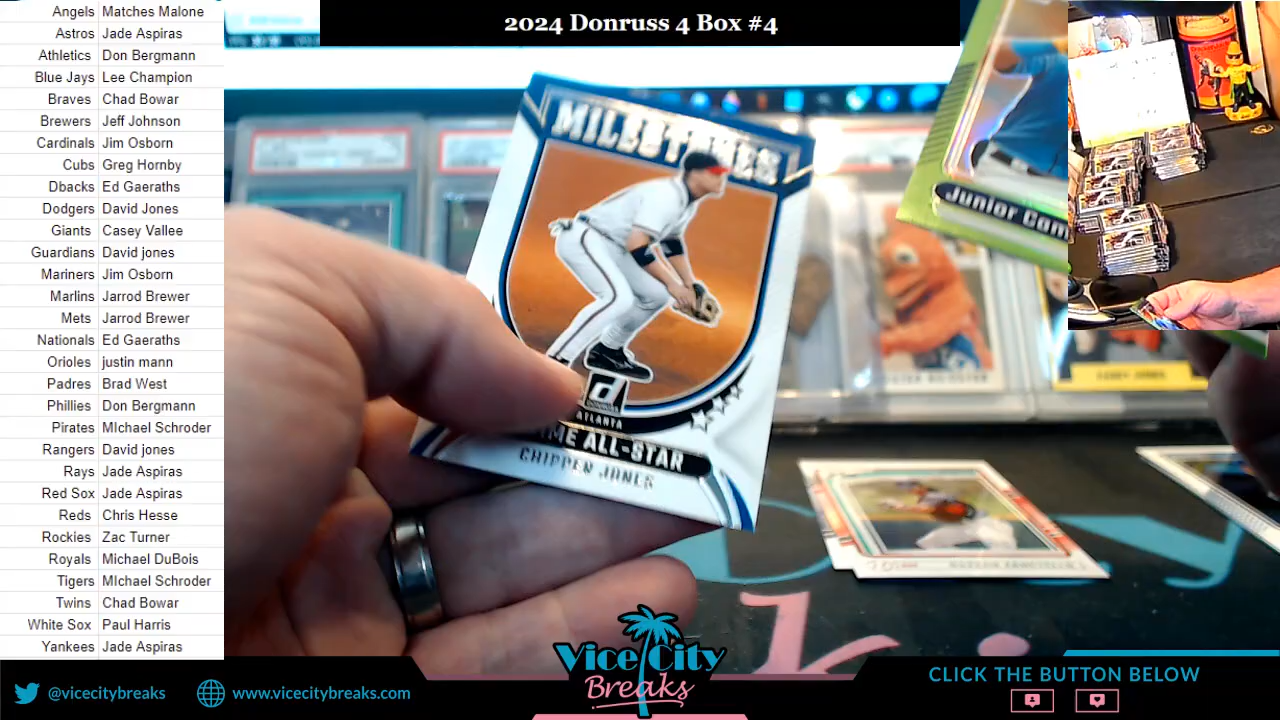 2024 Donruss 4 Box #4
Angels Matches Malone
Astros Jade Aspiras
Athletics Don Bergmann
Blue Jays Lee Champion
Braves Chad Bowar
Brewers Jeff Johnson
Cardinals Jim Osborn
Cubs Greg Hornby
Dbacks Ed Gaeraths
Dodgers David Jones
Giants Casey Vallee
Guardians David jones
Mariners Jim Osborn
Marlins Jarrod Brewer
Mets Jarrod Brewer
Nationals Ed Gaeraths
Orioles justin mann
Padres Brad West
Phillies Don Bergmann
Pirates MIchael Schroder
Rangers David jones
Rays Jade Aspiras
Red Sox Jade Aspiras
Reds Chris Hesse
Rockies Zac Turner
Royals Michael DuBois
Tigers MIchael Schroder
Twins Chad Bowar
White Sox Paul Harris
Yankees Jade Aspiras
MILESTONES
ATLANTA
ALL-STAR
CHIPPER JONES
Junior
Vice City
Breaks
@vicecitybreaks
www.vicecitybreaks.com
CLICK THE BUTTON BELOW